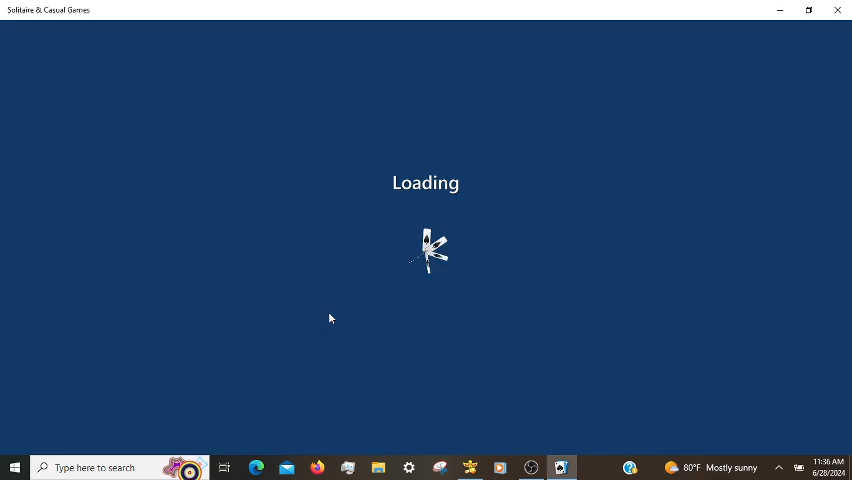 Solitaire & Casual Games
Loading
Type here to search
80°F Mostly sunny
11:36 AM
6/28/2024